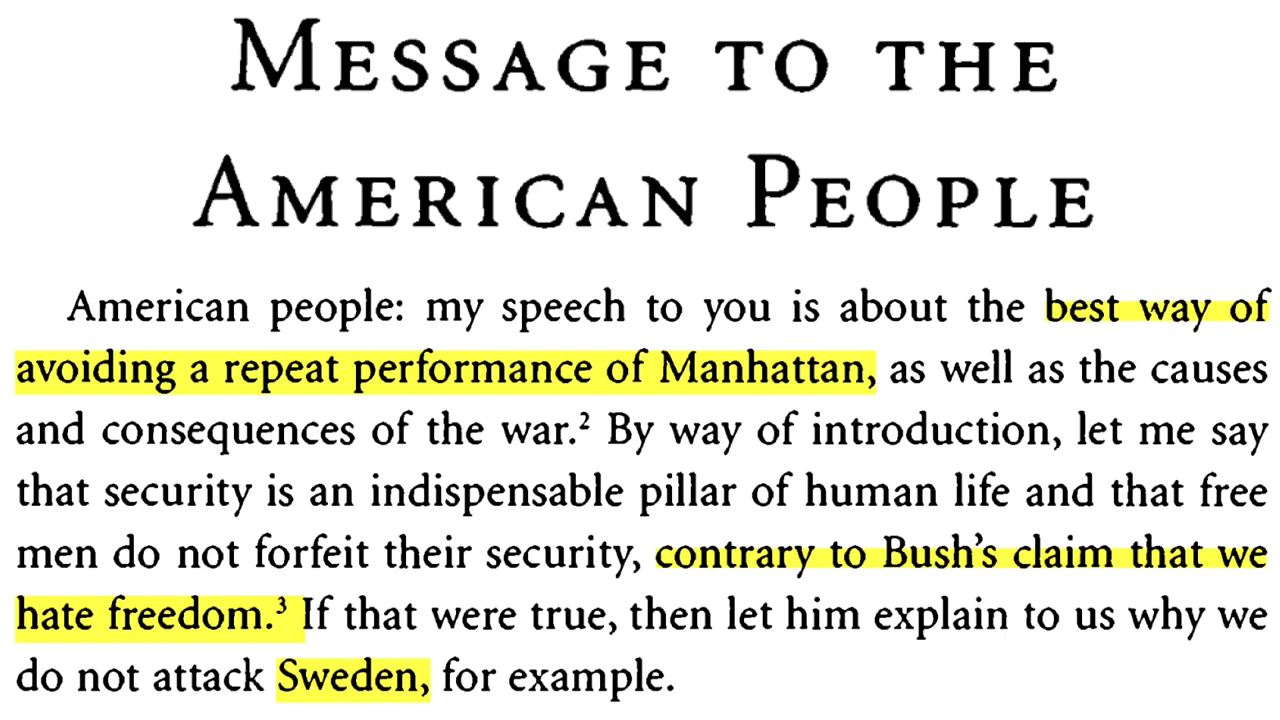 MESSAGE TO THE
AMERICAN PEOPLE
American people: my speech to you is about the best way of
avoiding a repeat performance of Manhattan, as well as the causes
and consequences of the war.² By way of introduction, let me say
that security is an indispensable pillar of human life and that free
men do not forfeit their security, contrary to Bush’s claim that we
hate freedom.³ If that were true, then let him explain to us why we
do not attack Sweden, for example.